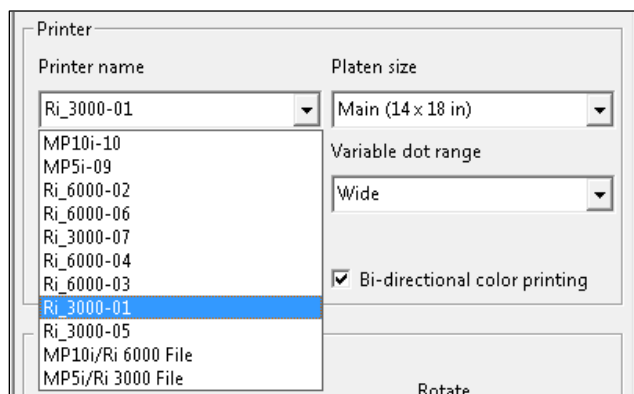 Printer
Printer name
Platen size
Ri_3000-01
Main (14 x 18 in)
MP10i-10
MP5i-09
Ri_6000-02
Ri_6000-06
Ri_3000-07
Ri_6000-04
Ri_6000-03
Ri_3000-01
Ri_3000-05
MP10i/Ri 6000 File
MP5i/Ri 3000 File
Variable dot range
Wide
Bi-directional color printing
Rotate